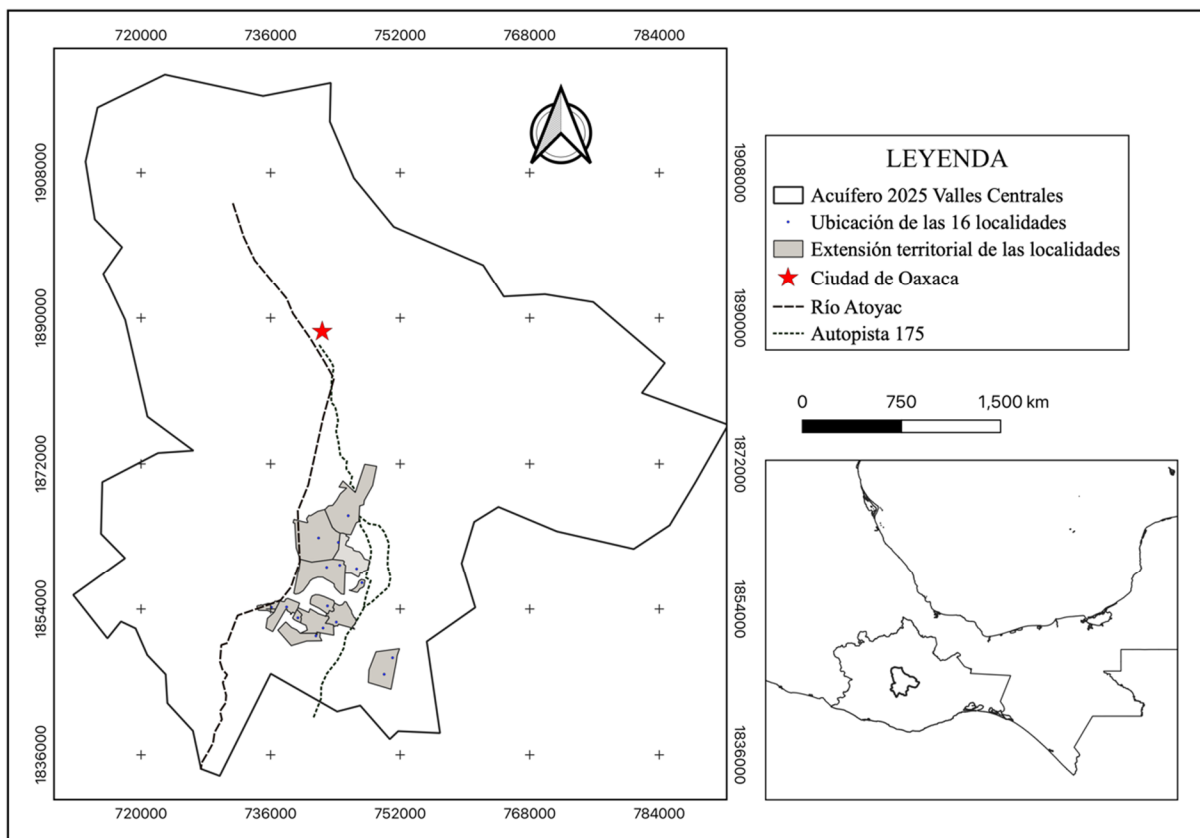 720000 736000 752000 768000 784000
1908000 1908000
1890000 1890000
1872000 1872000
1854000 1854000
1836000 1836000
720000 736000 752000 768000 784000
LEYENDA
Acuífero 2025 Valles Centrales
Ubicación de las 16 localidades
Extensión territorial de las localidades
Ciudad de Oaxaca
Río Atoyac
Autopista 175
0 750 1,500 km